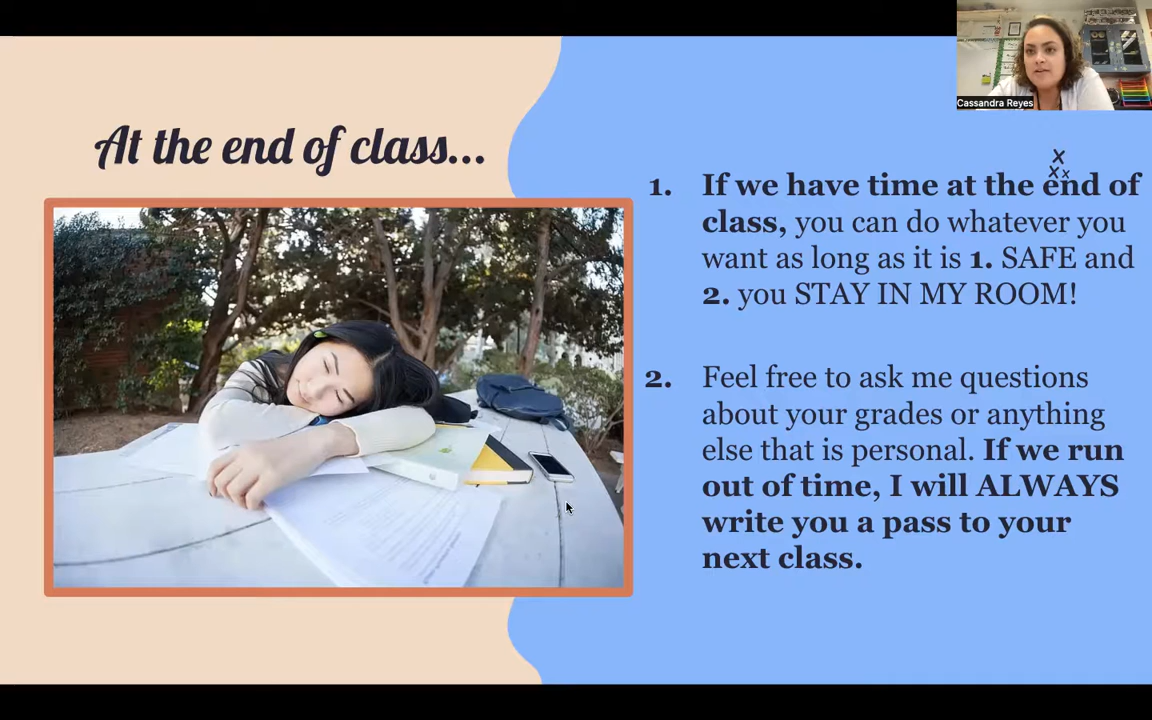 Cassandra Reyes
At the end of class...
x
x x
1. If we have time at the end of
class, you can do whatever you
want as long as it is 1. SAFE and
2. you STAY IN MY ROOM!
2. Feel free to ask me questions
about your grades or anything
else that is personal. If we run
out of time, I will ALWAYS
write you a pass to your
next class.